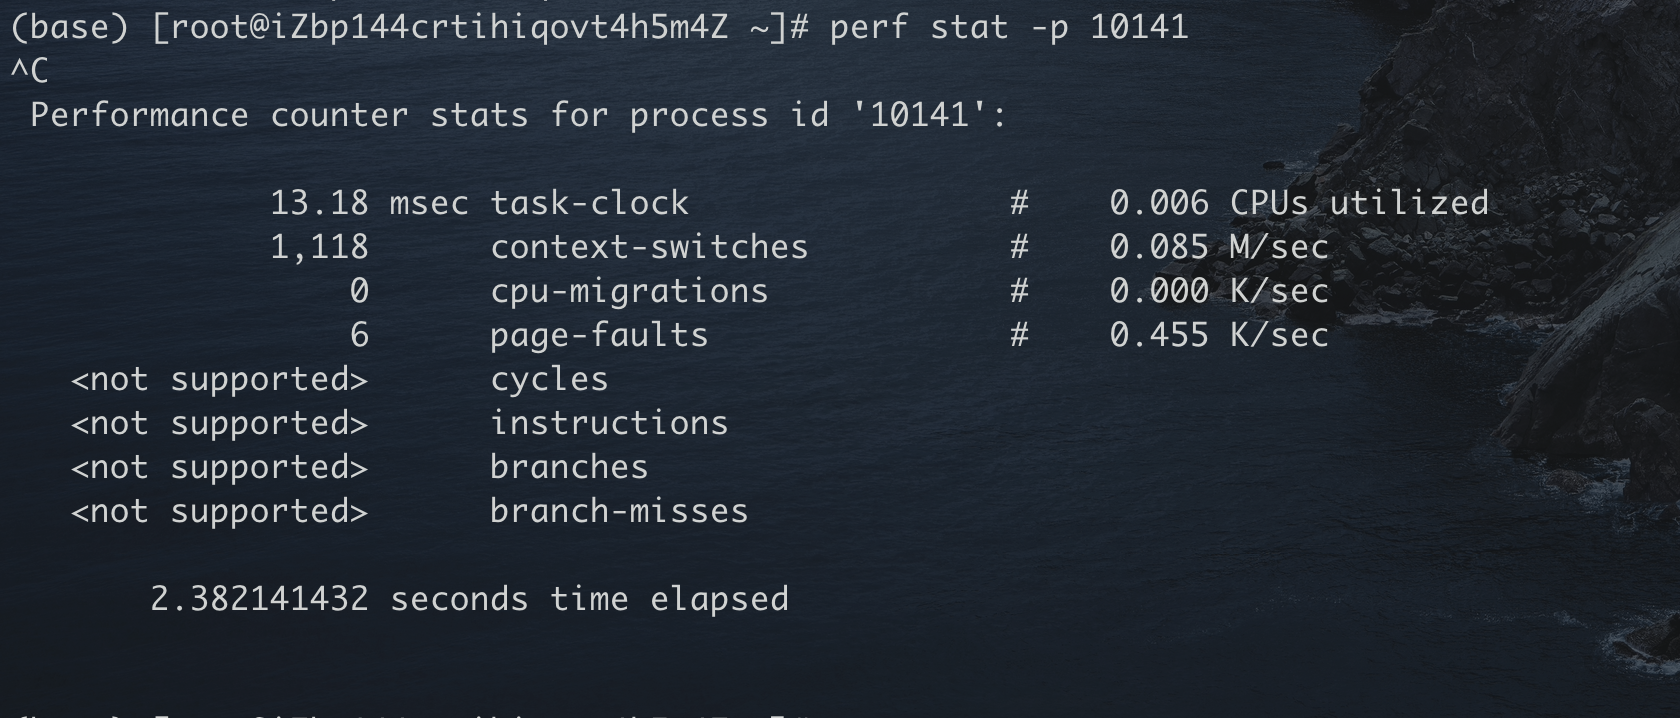 (base) [root@iZbp144crtihiqovt4h5m4Z ~]# perf stat -p 10141
^C
Performance counter stats for process id '10141':
13.18 msec task-clock # 0.006 CPUs utilized
1,118 context-switches # 0.085 M/sec
0 cpu-migrations # 0.000 K/sec
6 page-faults # 0.455 K/sec
<not supported> cycles
<not supported> instructions
<not supported> branches
<not supported> branch-misses
2.382141432 seconds time elapsed